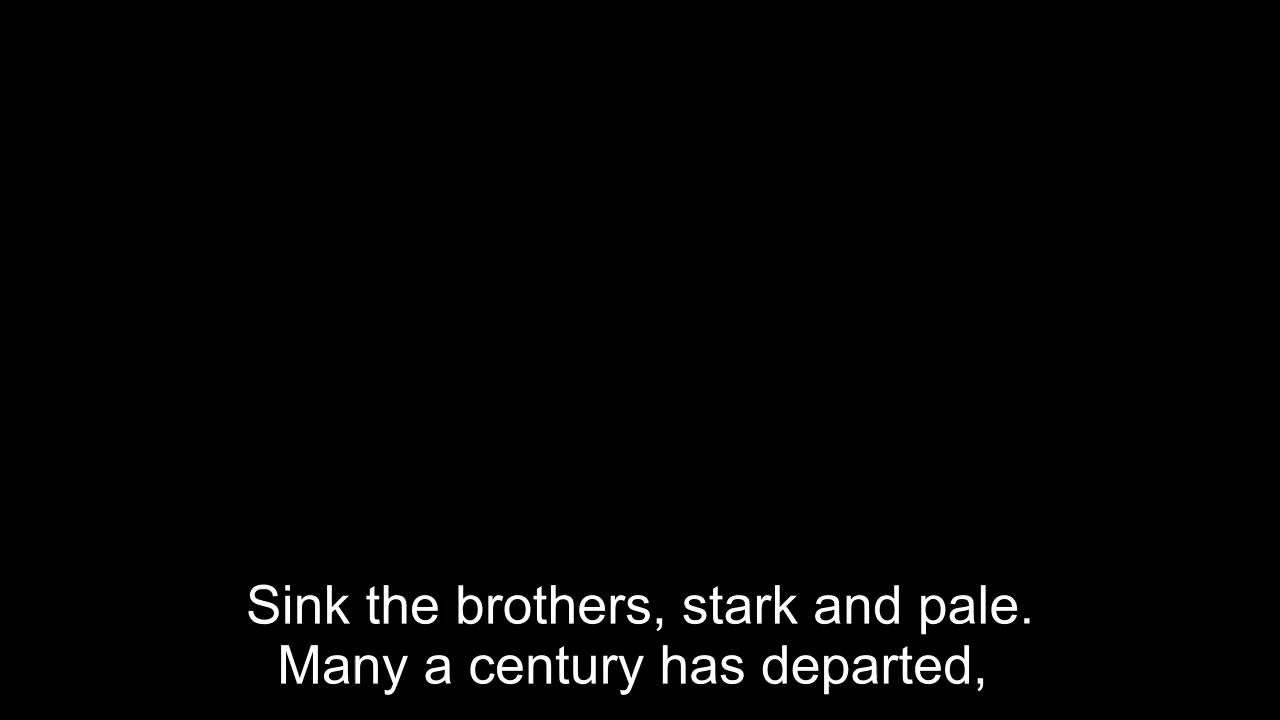 Sink the brothers, stark and pale.
Many a century has departed,